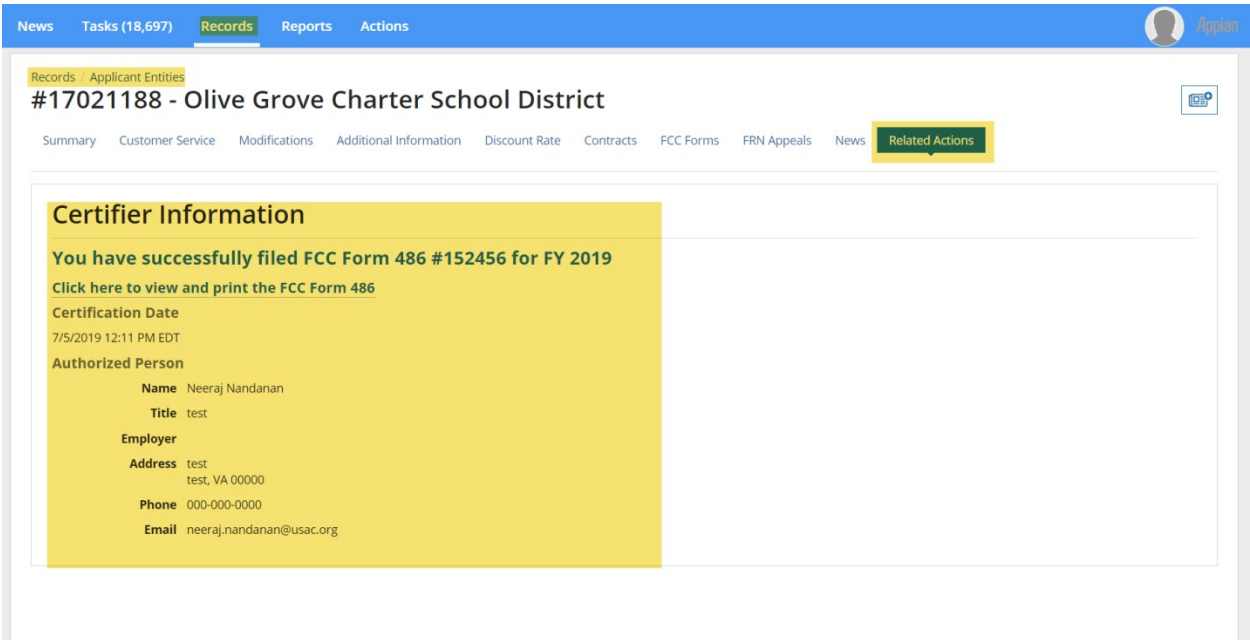 News Tasks (18,697) Records Reports Actions Appian
Records / Applicant Entities
#17021188 - Olive Grove Charter School District
Summary Customer Service Modifications Additional Information Discount Rate Contracts FCC Forms FRN Appeals News Related Actions
Certifier Information
You have successfully filed FCC Form 486 #152456 for FY 2019
Click here to view and print the FCC Form 486
Certification Date
7/5/2019 12:11 PM EDT
Authorized Person
Name Neeraj Nandanan
Title test
Employer
Address test
test, VA 00000
Phone 000-000-0000
Email neeraj.nandanan@usac.org